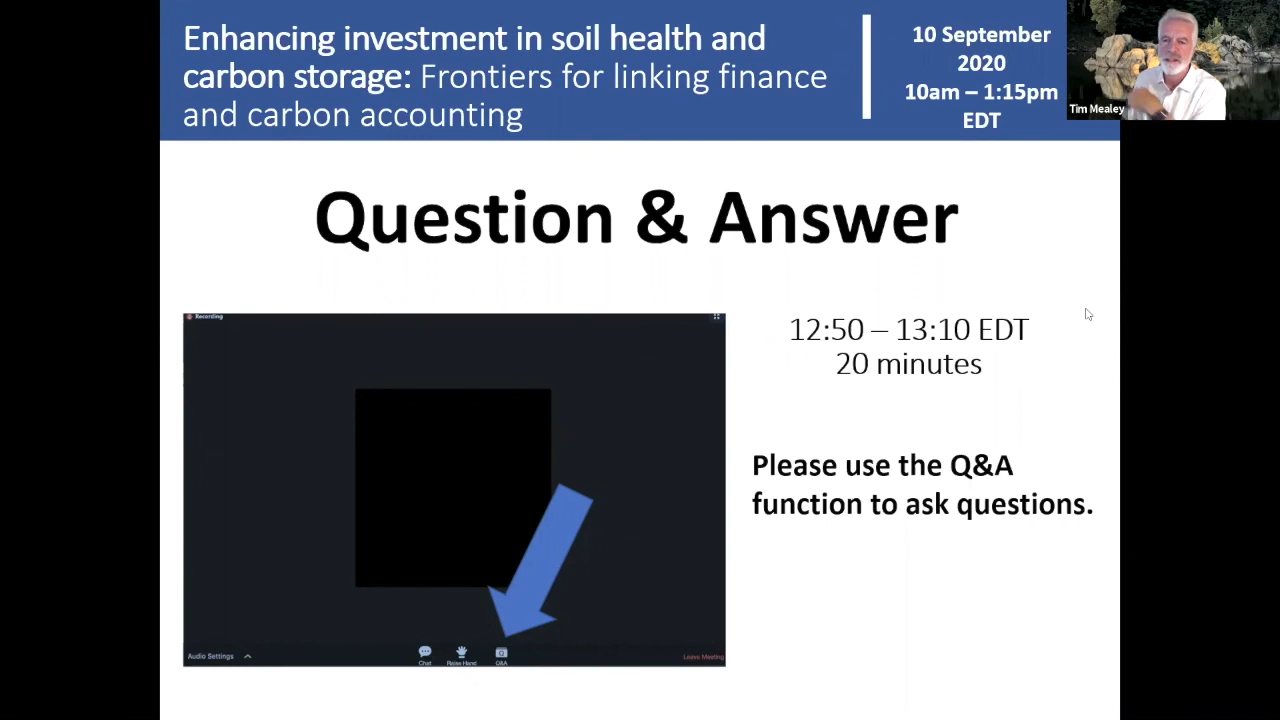 Enhancing investment in soil health and
carbon storage: Frontiers for linking finance
and carbon accounting
10 September
2020
10am – 1:15pm
EDT
Tim Mealey
Question & Answer
Recording
12:50 – 13:10 EDT
20 minutes
Please use the Q&A
function to ask questions.
Audio Settings
Chat
Raise Hand
Q&A
Leave Meeting